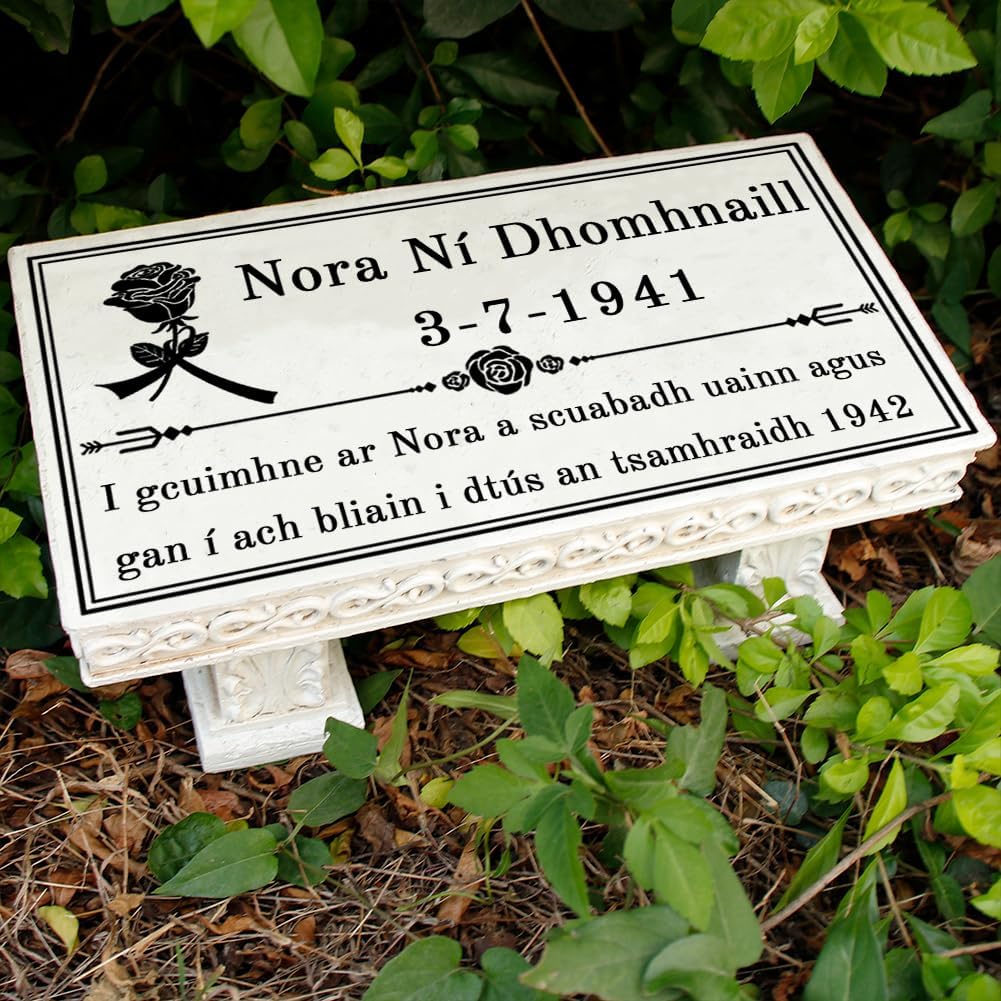 Nora Ní Dhomhnaill
3-7-1941
I gcuimhne ar Nora a scuabadh uainn agus
gan í ach bliain i dtús an tsamhraidh 1942